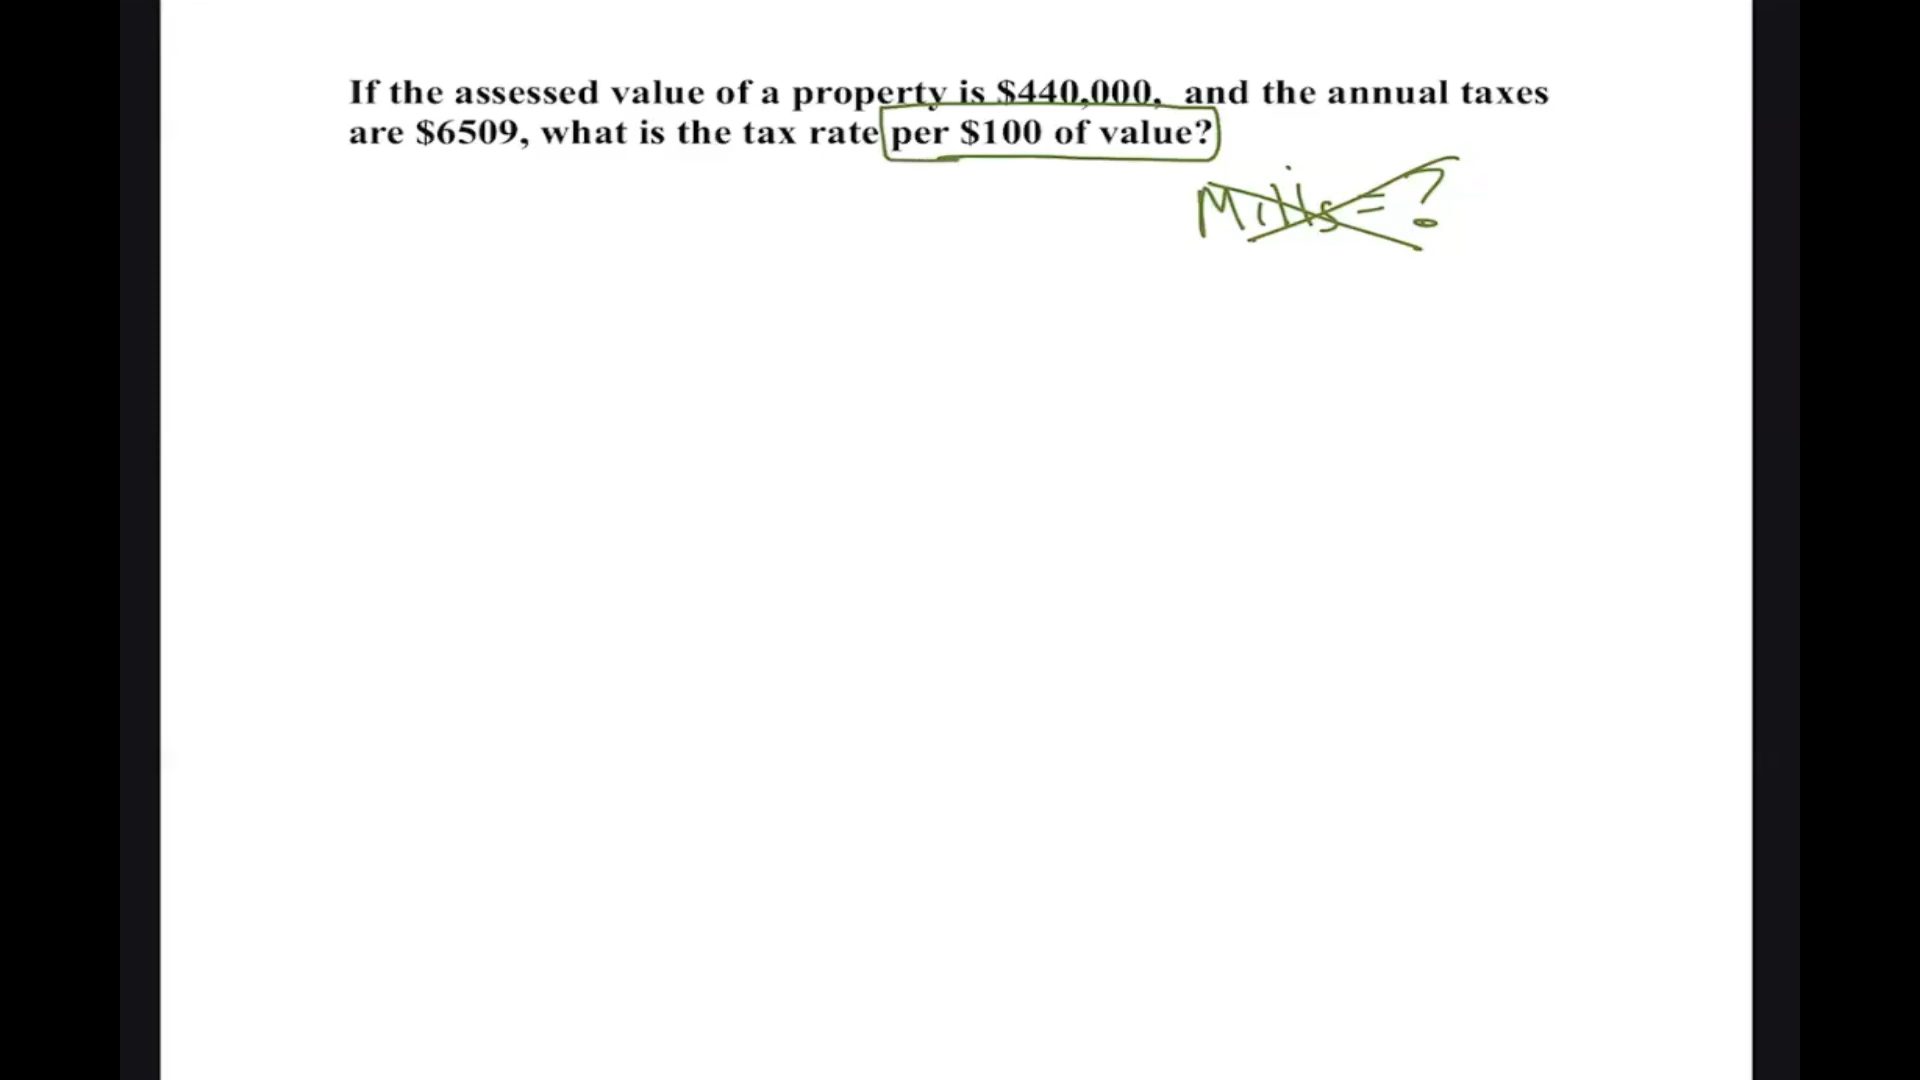 If the assessed value of a property is $440,000, and the annual taxes
are $6509, what is the tax rate per $100 of value?
Mills = ?